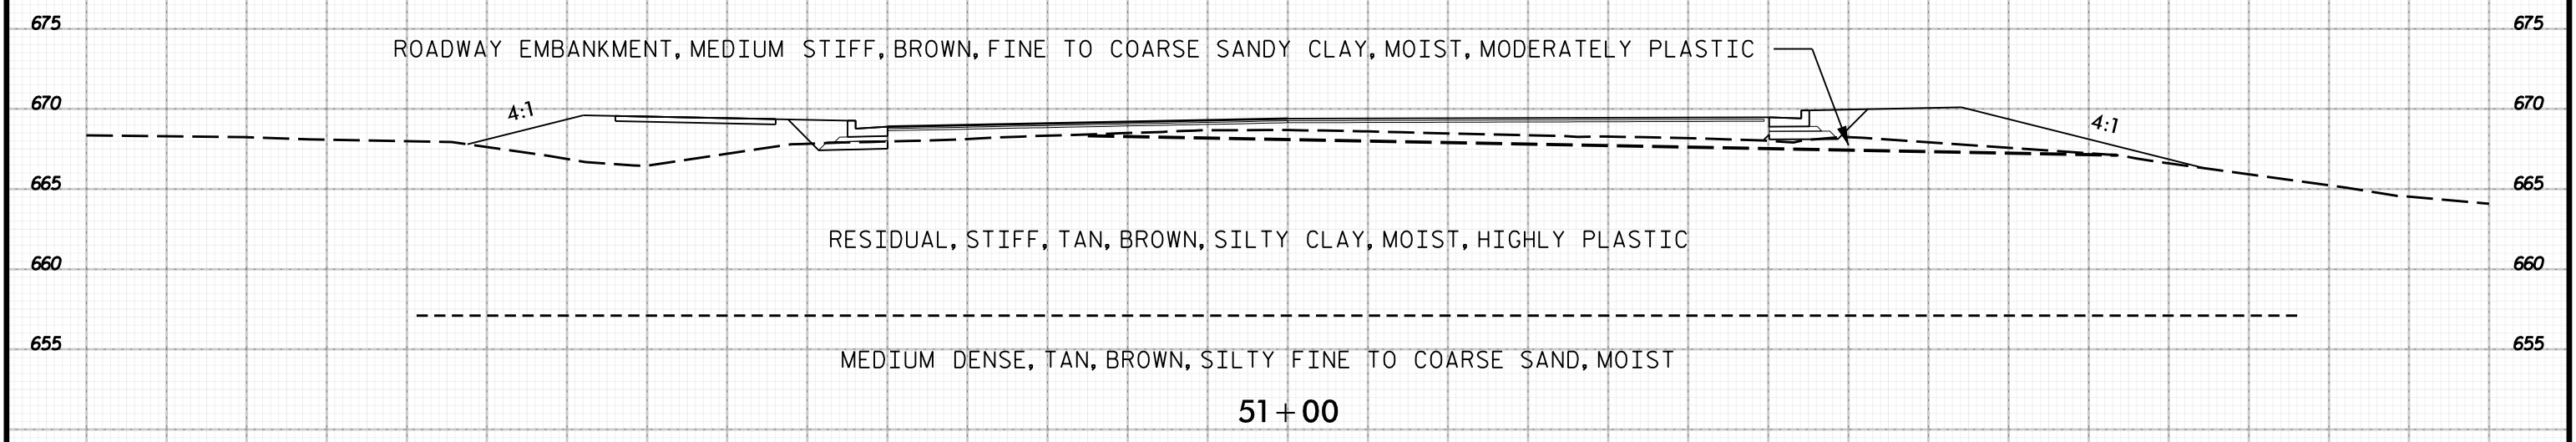 675 675
ROADWAY EMBANKMENT, MEDIUM STIFF, BROWN, FINE TO COARSE SANDY CLAY, MOIST, MODERATELY PLASTIC
670 670
4:1 4:1
665 665
RESIDUAL, STIFF, TAN, BROWN, SILTY CLAY, MOIST, HIGHLY PLASTIC
660 660
655 655
MEDIUM DENSE, TAN, BROWN, SILTY FINE TO COARSE SAND, MOIST
51+00